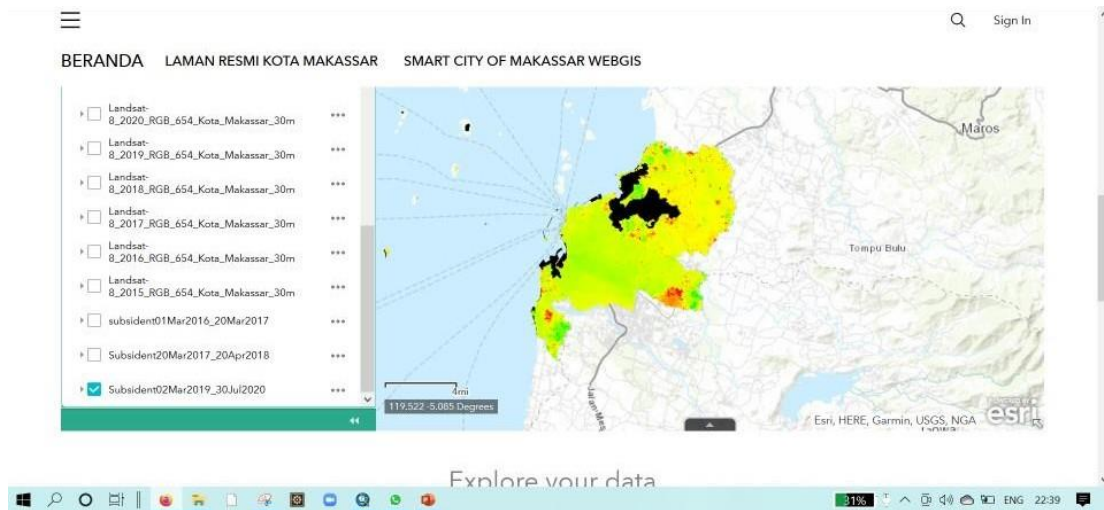 Sign In
BERANDA LAMAN RESMI KOTA MAKASSAR SMART CITY OF MAKASSAR WEBGIS
Landsat-
8_2020_RGB_654_Kota_Makassar_30m
Landsat-
8_2019_RGB_654_Kota_Makassar_30m
Landsat-
8_2018_RGB_654_Kota_Makassar_30m
Landsat-
8_2017_RGB_654_Kota_Makassar_30m
Landsat-
8_2016_RGB_654_Kota_Makassar_30m
Landsat-
8_2015_RGB_654_Kota_Makassar_30m
subsident01Mar2016_20Mar2017
Subsident20Mar2017_20Apr2018
Subsident02Mar2019_30Jul2020
Maros
Tompu Bulu
4mi
119.522 -5.085 Degrees
Esri, HERE, Garmin, USGS, NGA
esri
Explore your data
31% ENG 22:39